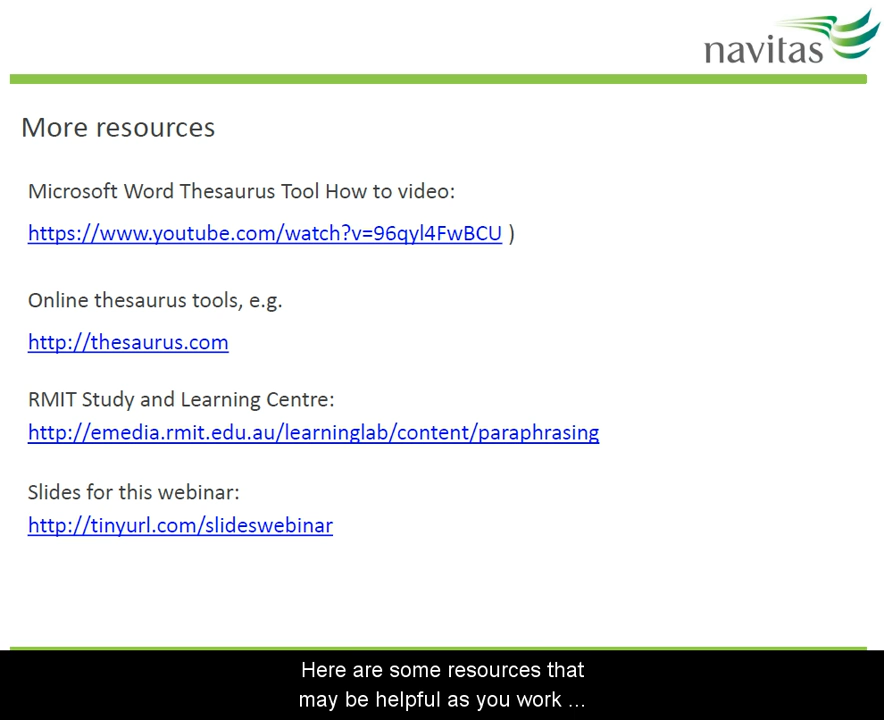 navitas
More resources
Microsoft Word Thesaurus Tool How to video:
https://www.youtube.com/watch?v=96qyl4FwBCU )
Online thesaurus tools, e.g.
http://thesaurus.com
RMIT Study and Learning Centre:
http://emedia.rmit.edu.au/learninglab/content/paraphrasing
Slides for this webinar:
http://tinyurl.com/slideswebinar
Here are some resources that
may be helpful as you work ...